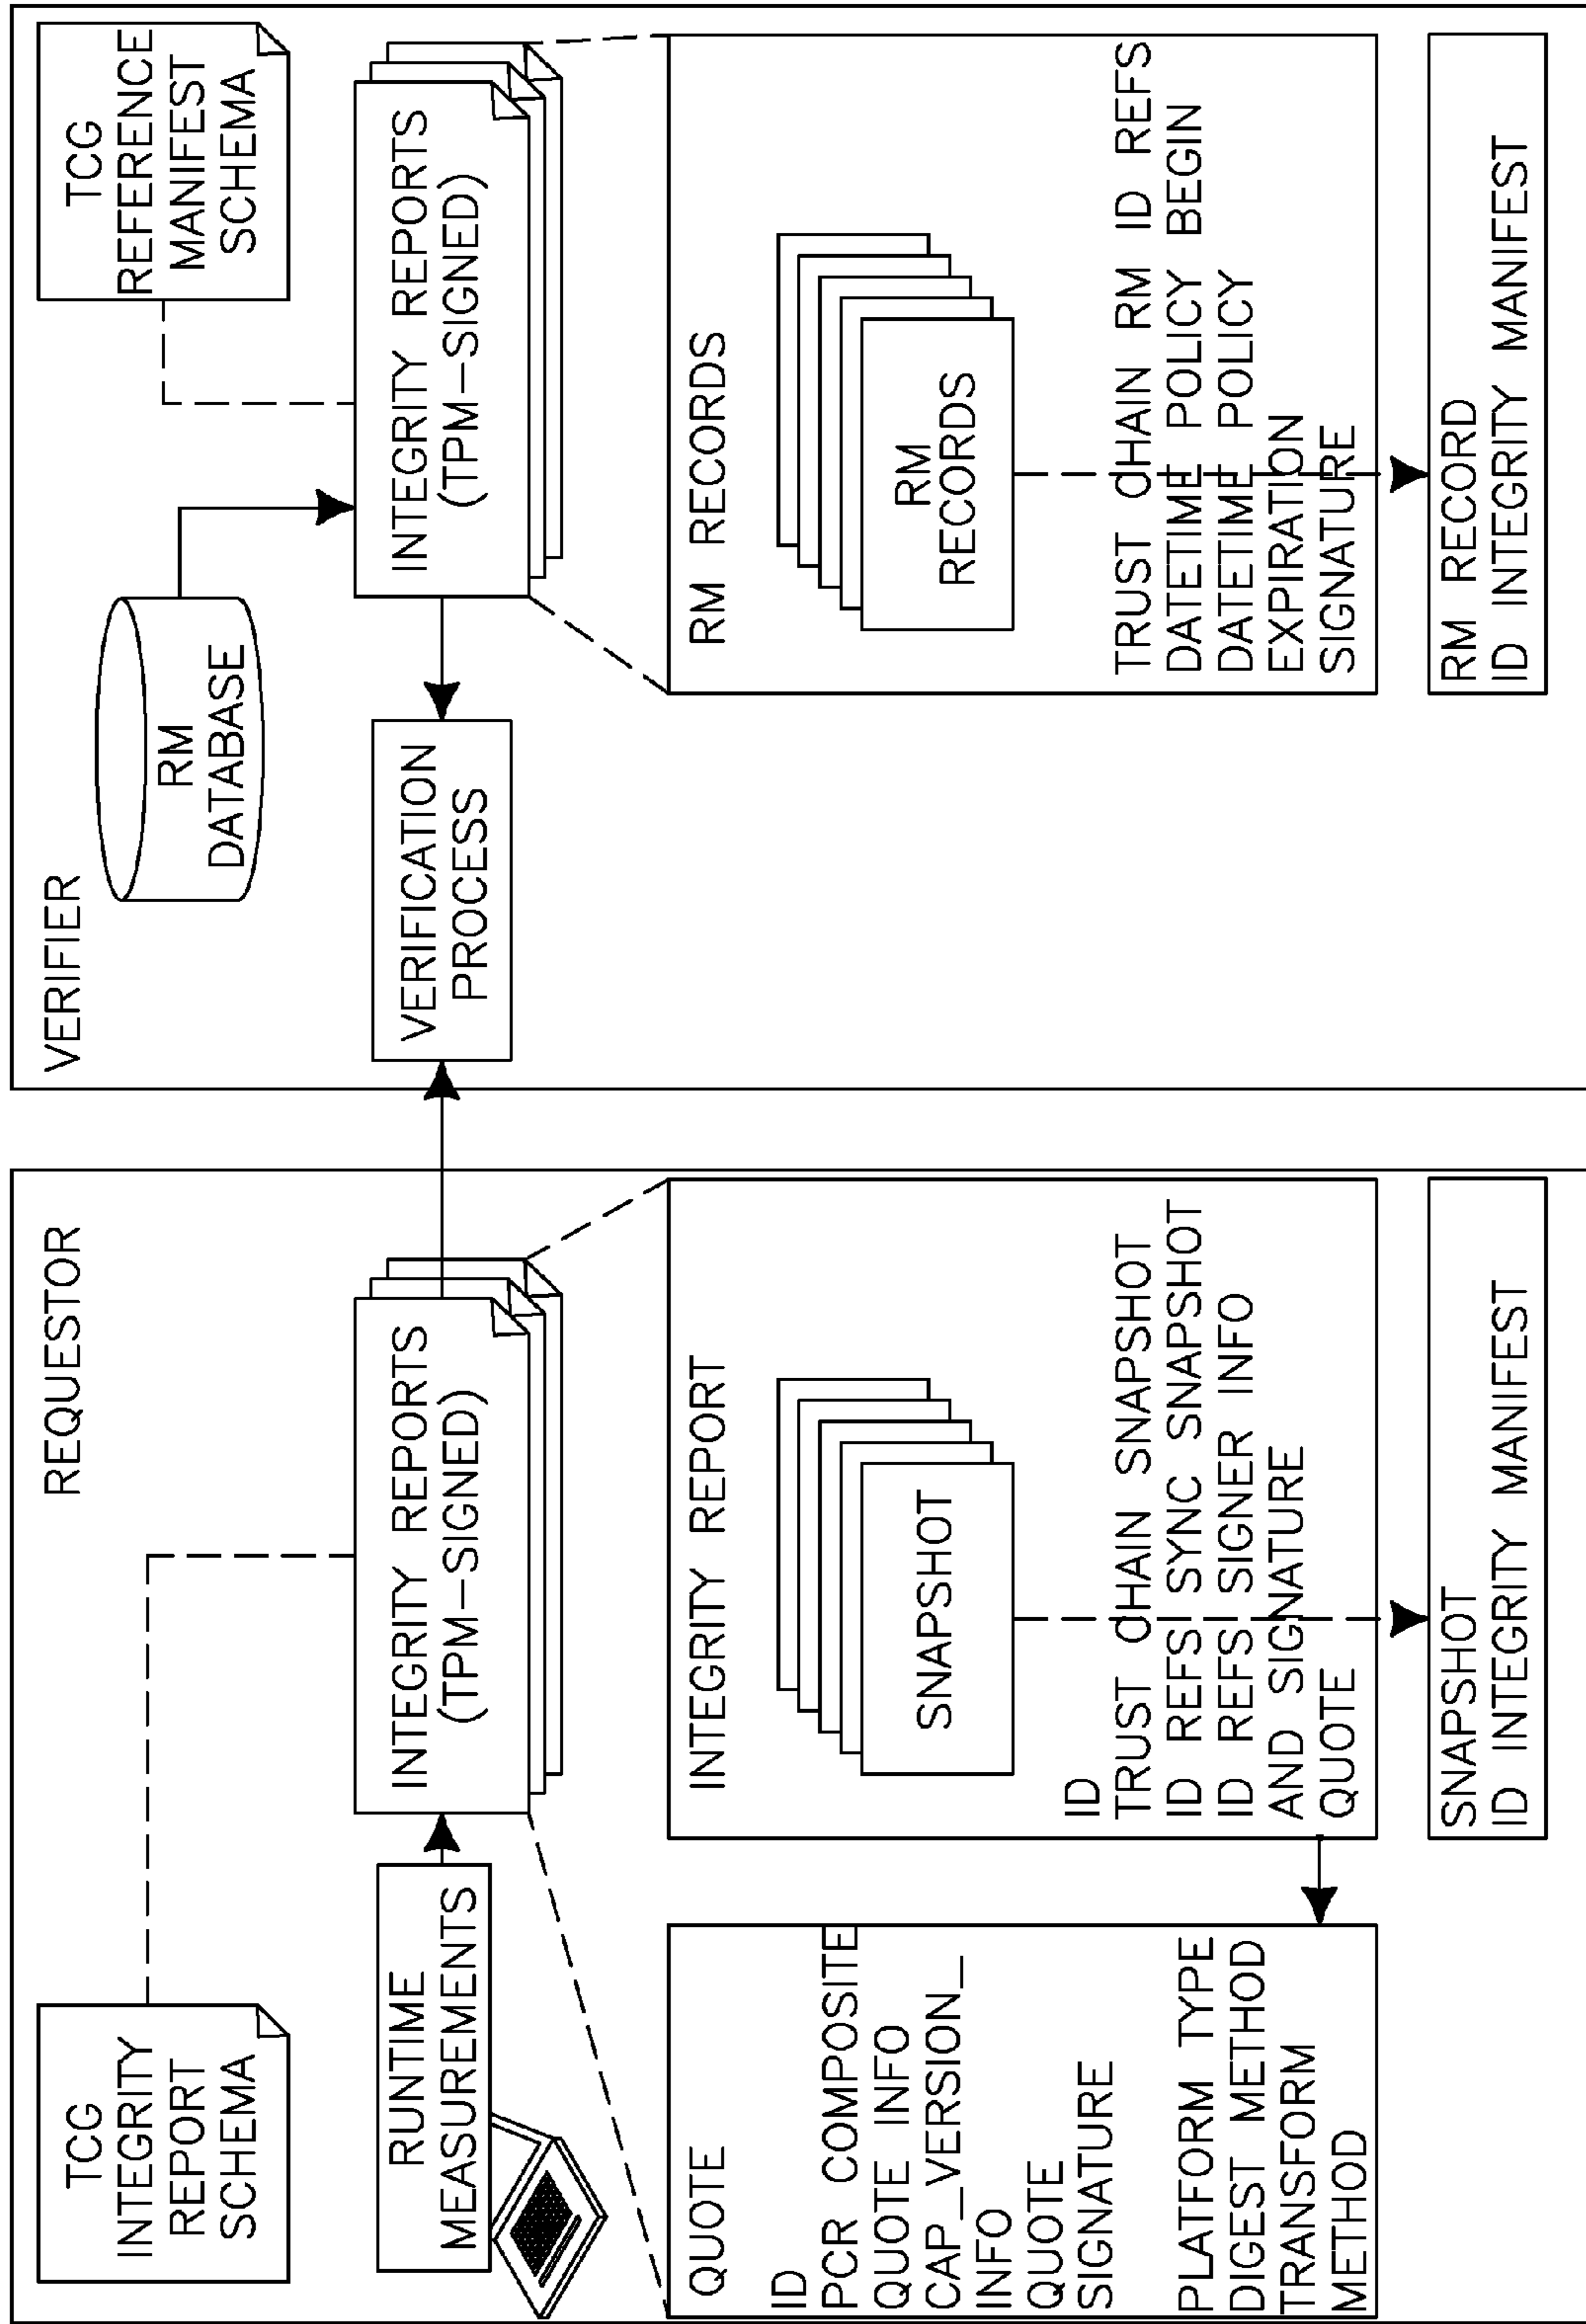 REQUESTOR
TCG
INTEGRITY
REPORT
SCHEMA
RUNTIME
MEASUREMENTS
INTEGRITY REPORTS
(TPM-SIGNED)
QUOTE
ID
PCR COMPOSITE
QUOTE INFO
CAP_VERSION_
INFO
QUOTE
SIGNATURE
PLATFORM TYPE
DIGEST METHOD
TRANSFORM
METHOD
INTEGRITY REPORT
SNAPSHOT
ID
TRUST CHAIN SNAPSHOT
ID REFS SYNC SNAPSHOT
ID REFS SIGNER INFO
AND SIGNATURE
QUOTE
SNAPSHOT
ID INTEGRITY MANIFEST
VERIFIER
RM
DATABASE
TCG
REFERENCE
MANIFEST
SCHEMA
VERIFICATION
PROCESS
INTEGRITY REPORTS
(TPM-SIGNED)
RM RECORDS
RM
RECORDS
TRUST CHAIN RM ID REFS
DATETIME POLICY BEGIN
DATETIME POLICY
EXPIRATION
SIGNATURE
RM RECORD
ID INTEGRITY MANIFEST